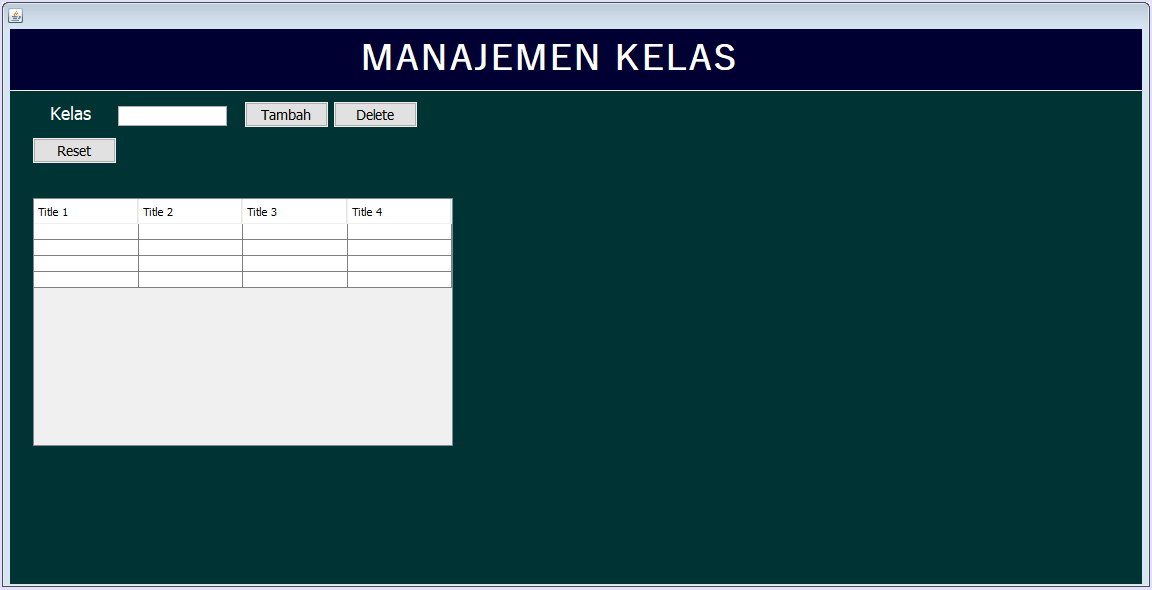 MANAJEMEN KELAS
Kelas Tambah Delete
Reset
Title 1 Title 2 Title 3 Title 4